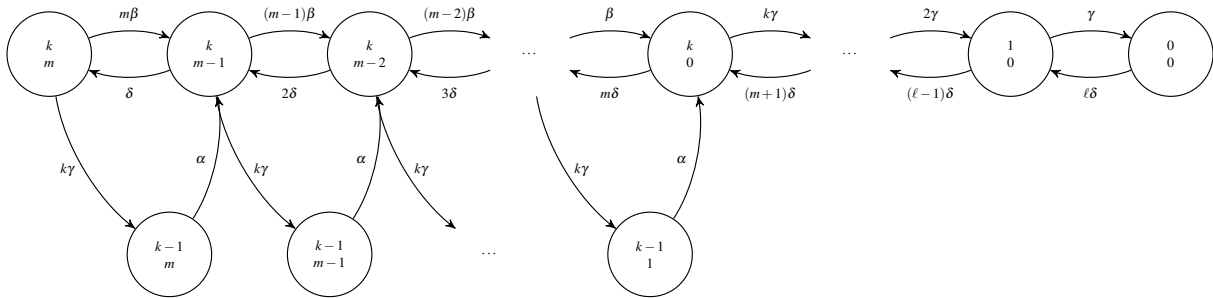 mβ
(m−1)β
(m−2)β
β
kγ
2γ
γ
k
m
k
m−1
k
m−2
...
k
0
...
1
0
0
0
δ
2δ
3δ
mδ
(m+1)δ
(ℓ−1)δ
ℓδ
kγ
α
kγ
α
kγ
kγ
α
k−1
m
k−1
m−1
...
k−1
1